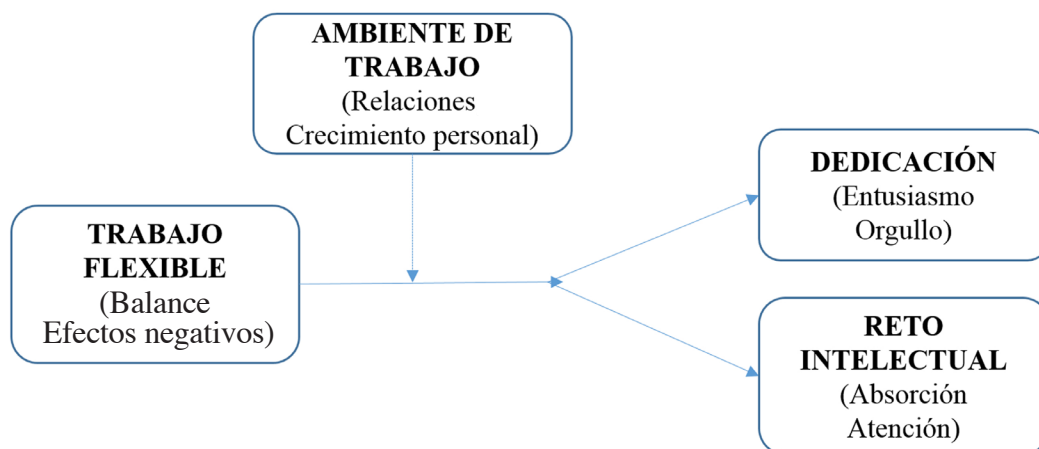 AMBIENTE DE
TRABAJO
(Relaciones
Crecimiento personal)
TRABAJO
FLEXIBLE
(Balance
Efectos negativos)
DEDICACIÓN
(Entusiasmo
Orgullo)
RETO
INTELECTUAL
(Absorción
Atención)